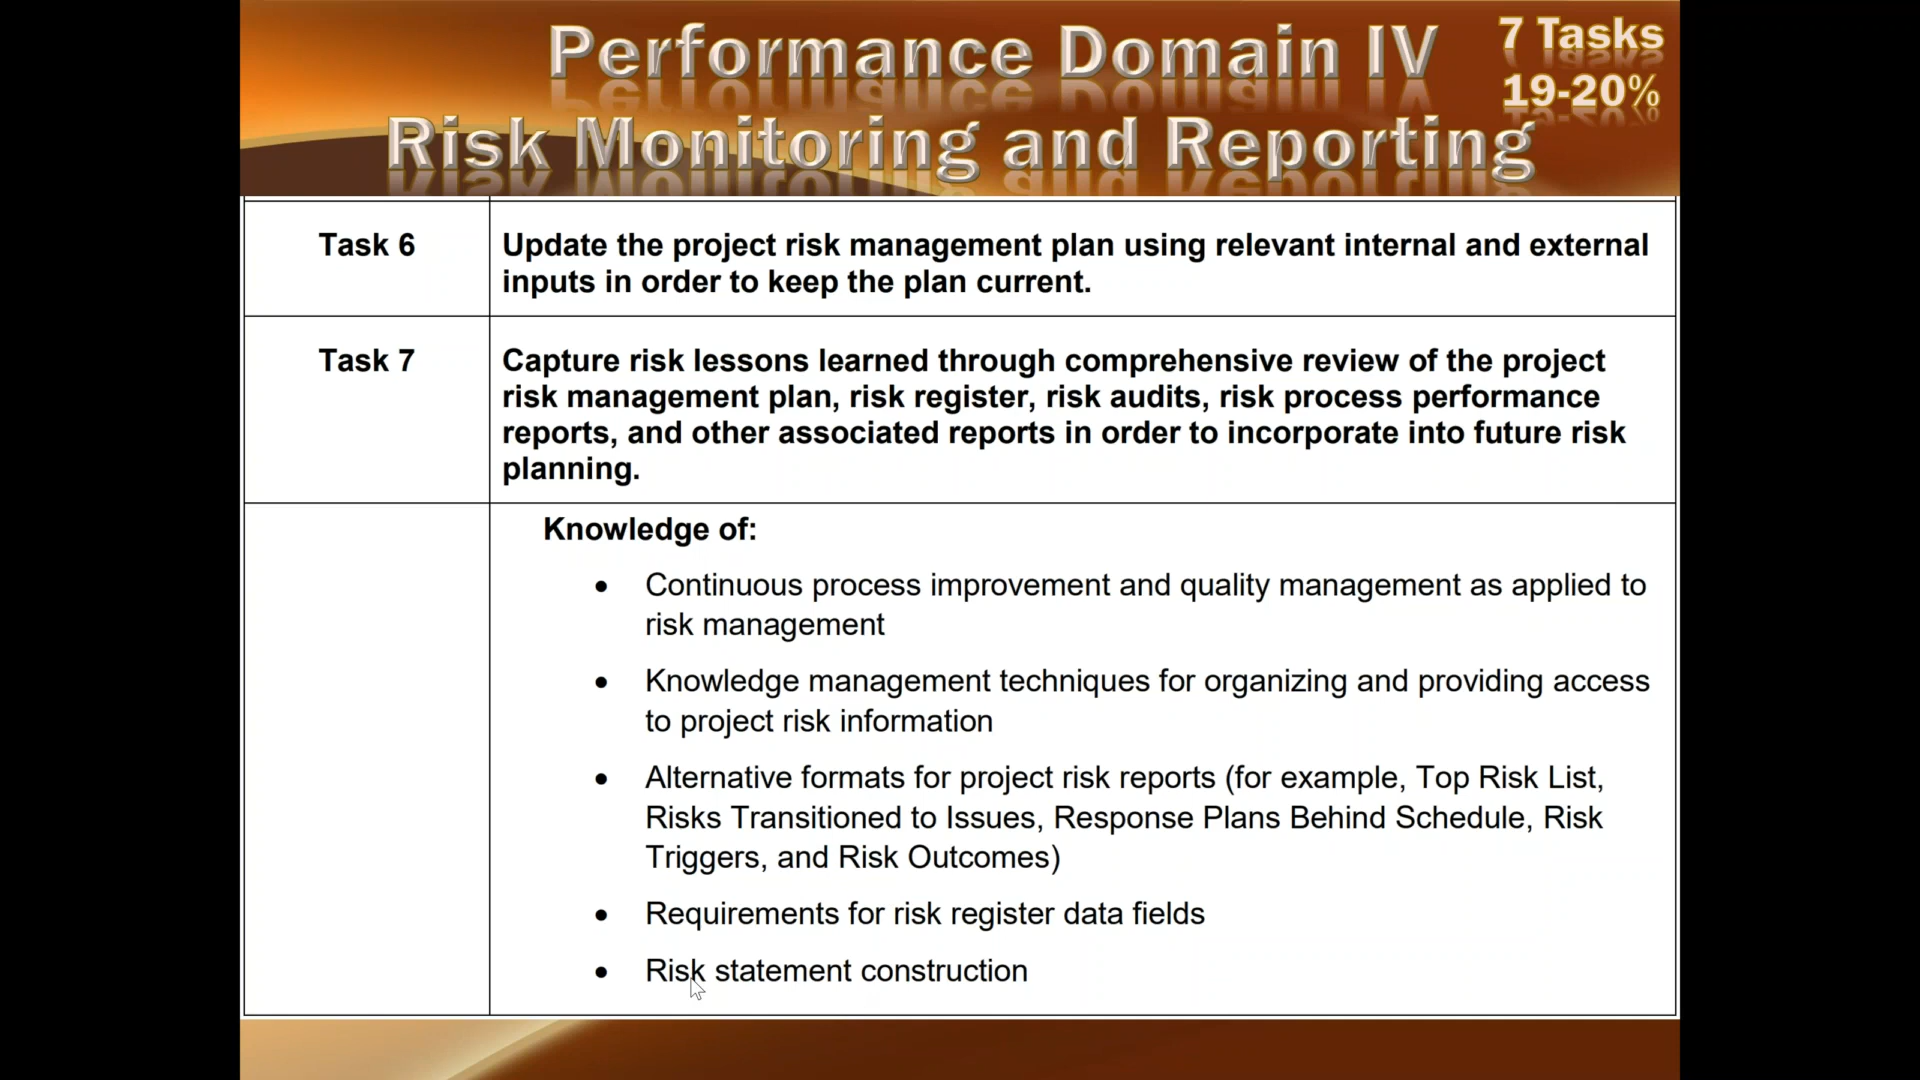 Performance Domain IV
7 Tasks
19-20%
Risk Monitoring and Reporting
Task 6
Update the project risk management plan using relevant internal and external
inputs in order to keep the plan current.
Task 7
Capture risk lessons learned through comprehensive review of the project
risk management plan, risk register, risk audits, risk process performance
reports, and other associated reports in order to incorporate into future risk
planning.
Knowledge of:
• Continuous process improvement and quality management as applied to
risk management
• Knowledge management techniques for organizing and providing access
to project risk information
• Alternative formats for project risk reports (for example, Top Risk List,
Risks Transitioned to Issues, Response Plans Behind Schedule, Risk
Triggers, and Risk Outcomes)
• Requirements for risk register data fields
• Risk statement construction